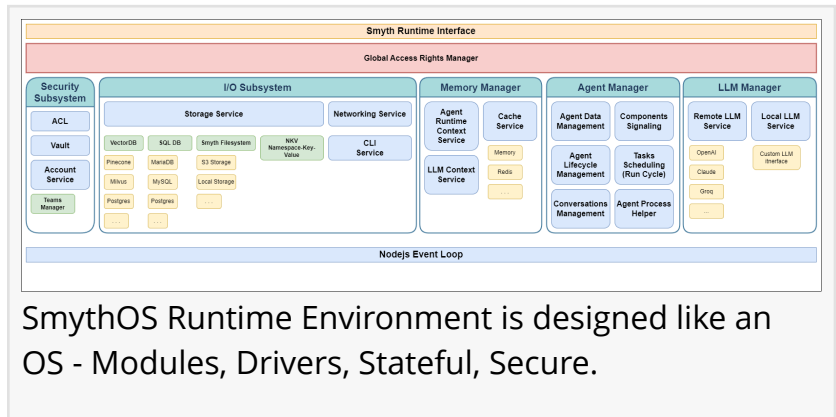 Smyth Runtime Interface
Global Access Rights Manager
Security
Subsystem
ACL
Vault
Account
Service
Teams
Manager
I/O Subsystem
Storage Service
Networking Service
VectorDB
SQL DB
Smyth Filesystem
NKV
Namespace-Key-
Value
CLI
Service
Pinecone
MariaDB
S3 Storage
Milvus
MySQL
Local Storage
Postgres
Postgres
. . .
. . .
. . .
Memory Manager
Agent
Runtime
Context
Service
Cache
Service
Memory
LLM Context
Service
Redis
. . .
Agent Manager
Agent Data
Management
Components
Signaling
Agent
Lifecycle
Management
Tasks
Scheduling
(Run Cycle)
Conversations
Management
Agent Process
Helper
LLM Manager
Remote LLM
Service
Local LLM
Service
OpenAI
Custom LLM
Claude
Groq
...
Nodejs Event Loop
SmythOS Runtime Environment is designed like an
OS - Modules, Drivers, Stateful, Secure.